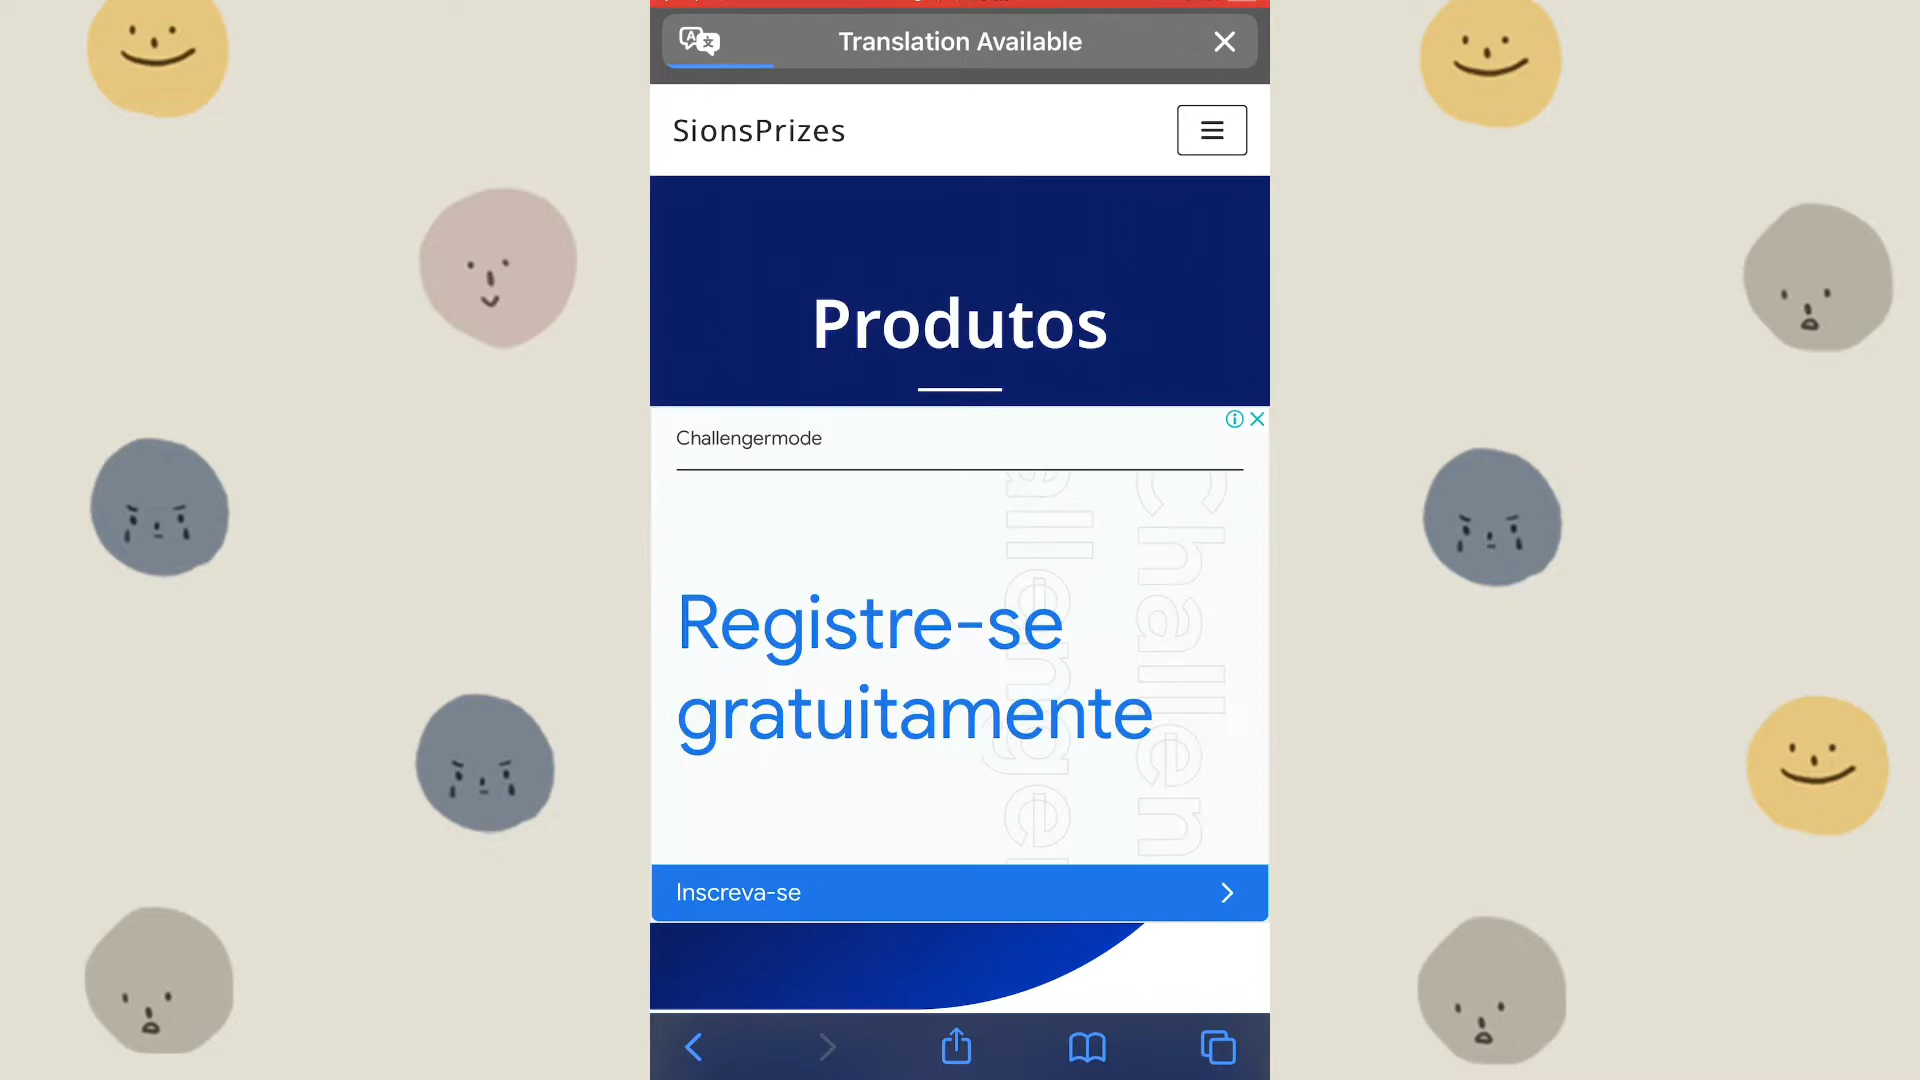 Translation Available
SionsPrizes
Produtos
Challengermode
Registre-se
gratuitamente
Inscreva-se